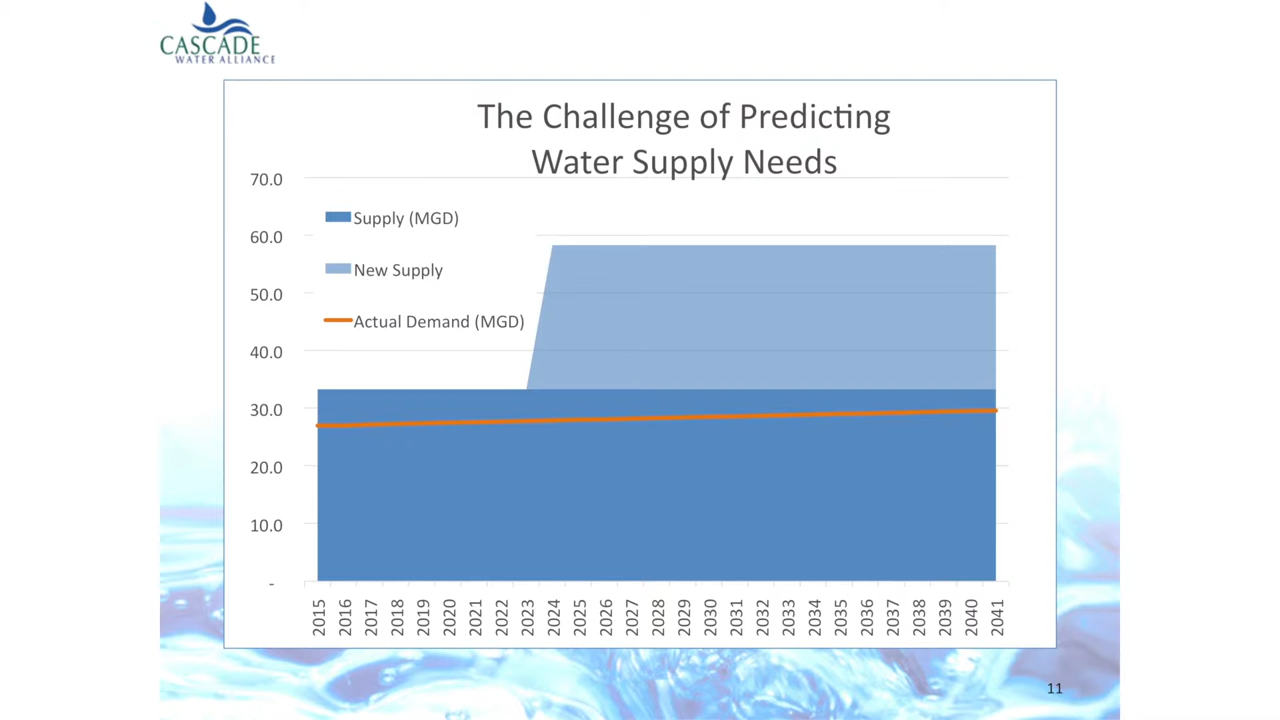 CASCADE
WATER ALLIANCE
The Challenge of Predicting
Water Supply Needs
70.0
60.0
50.0
40.0
30.0
20.0
10.0
-
Supply (MGD)
New Supply
Actual Demand (MGD)
2015 2016 2017 2018 2019 2020 2021 2022 2023 2024 2025 2026 2027 2028 2029 2030 2031 2032 2033 2034 2035 2036 2037 2038 2039 2040 2041
11